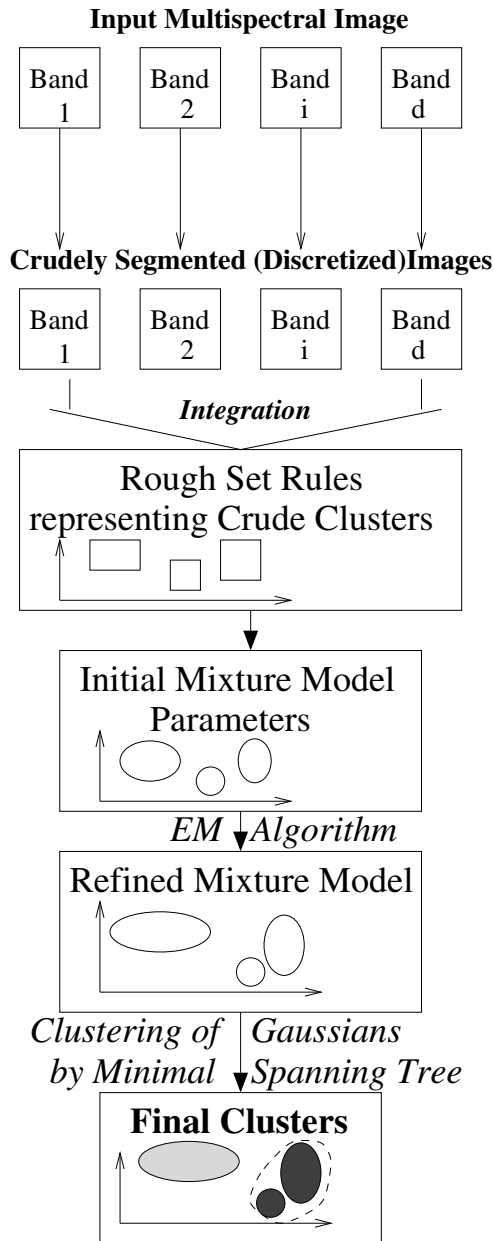 Input Multispectral Image
Band 1
Band 2
Band i
Band d
Crudely Segmented (Discretized)Images
Band 1
Band 2
Band i
Band d
Integration
Rough Set Rules
representing Crude Clusters
Initial Mixture Model
Parameters
EM Algorithm
Refined Mixture Model
Clustering of Gaussians
by Minimal Spanning Tree
Final Clusters